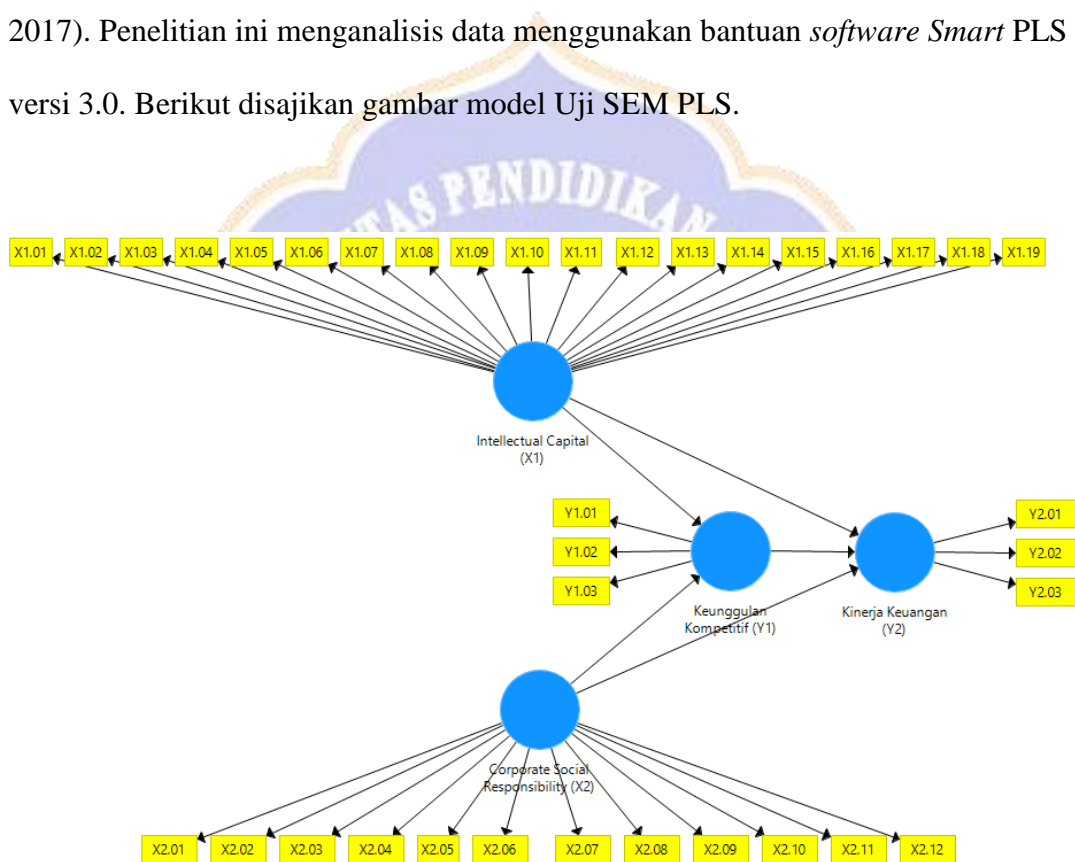 2017). Penelitian ini menganalisis data menggunakan bantuan software Smart PLS
versi 3.0. Berikut disajikan gambar model Uji SEM PLS.
TAS PENDIDIKAN
X1.01 X1.02 X1.03 X1.04 X1.05 X1.06 X1.07 X1.08 X1.09 X1.10 X1.11 X1.12 X1.13 X1.14 X1.15 X1.16 X1.17 X1.18 X1.19
Intellectual Capital
(X1)
Y1.01
Y1.02
Y1.03
Keunggulan
Kompetitif (Y1)
Kinerja Keuangan
(Y2)
Y2.01
Y2.02
Y2.03
Corporate Social
Responsibility (X2)
X2.01 X2.02 X2.03 X2.04 X2.05 X2.06 X2.07 X2.08 X2.09 X2.10 X2.11 X2.12